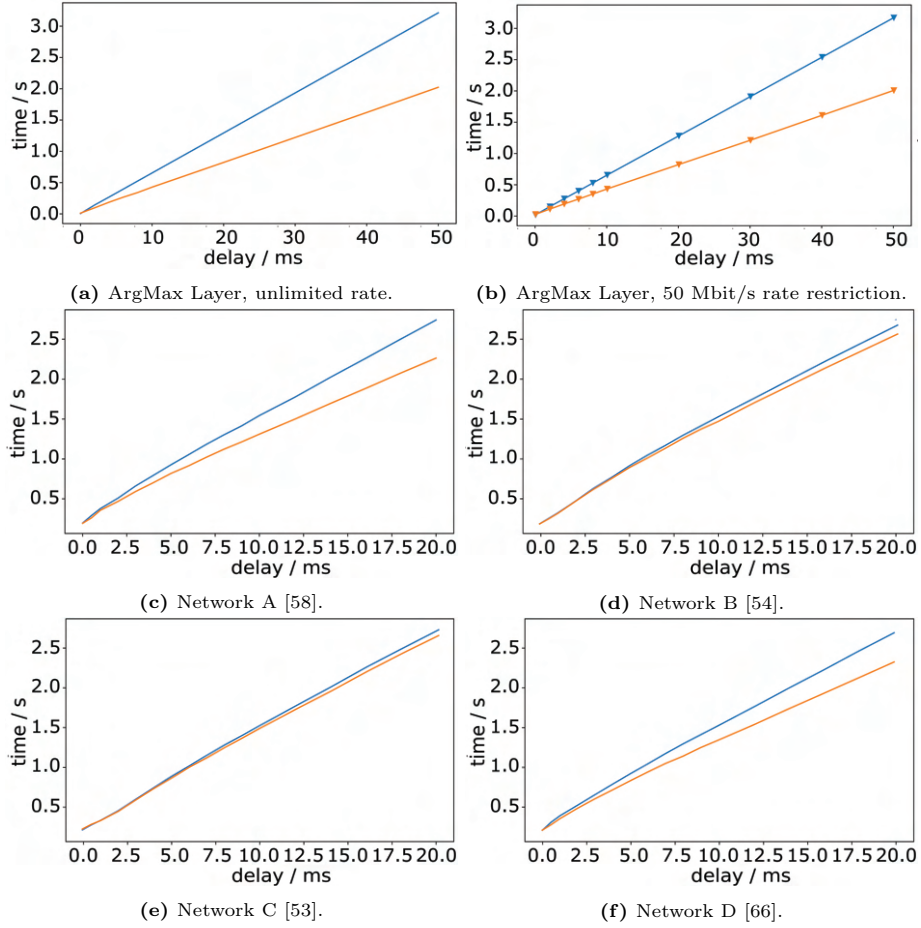 3.0
2.5
2.0
1.5
1.0
0.5
0.0
time / s
0 10 20 30 40 50
delay / ms
(a) ArgMax Layer, unlimited rate.
3.0
2.5
2.0
1.5
1.0
0.5
0.0
time / s
0 10 20 30 40 50
delay / ms
(b) ArgMax Layer, 50 Mbit/s rate restriction.
2.5
2.0
1.5
1.0
0.5
time / s
0.0 2.5 5.0 7.5 10.0 12.5 15.0 17.5 20.0
delay / ms
(c) Network A [58].
2.5
2.0
1.5
1.0
0.5
time / s
0.0 2.5 5.0 7.5 10.0 12.5 15.0 17.5 20.0
delay / ms
(d) Network B [54].
2.5
2.0
1.5
1.0
0.5
time / s
0.0 2.5 5.0 7.5 10.0 12.5 15.0 17.5 20.0
delay / ms
(e) Network C [53].
2.5
2.0
1.5
1.0
0.5
time / s
0.0 2.5 5.0 7.5 10.0 12.5 15.0 17.5 20.0
delay / ms
(f) Network D [66].